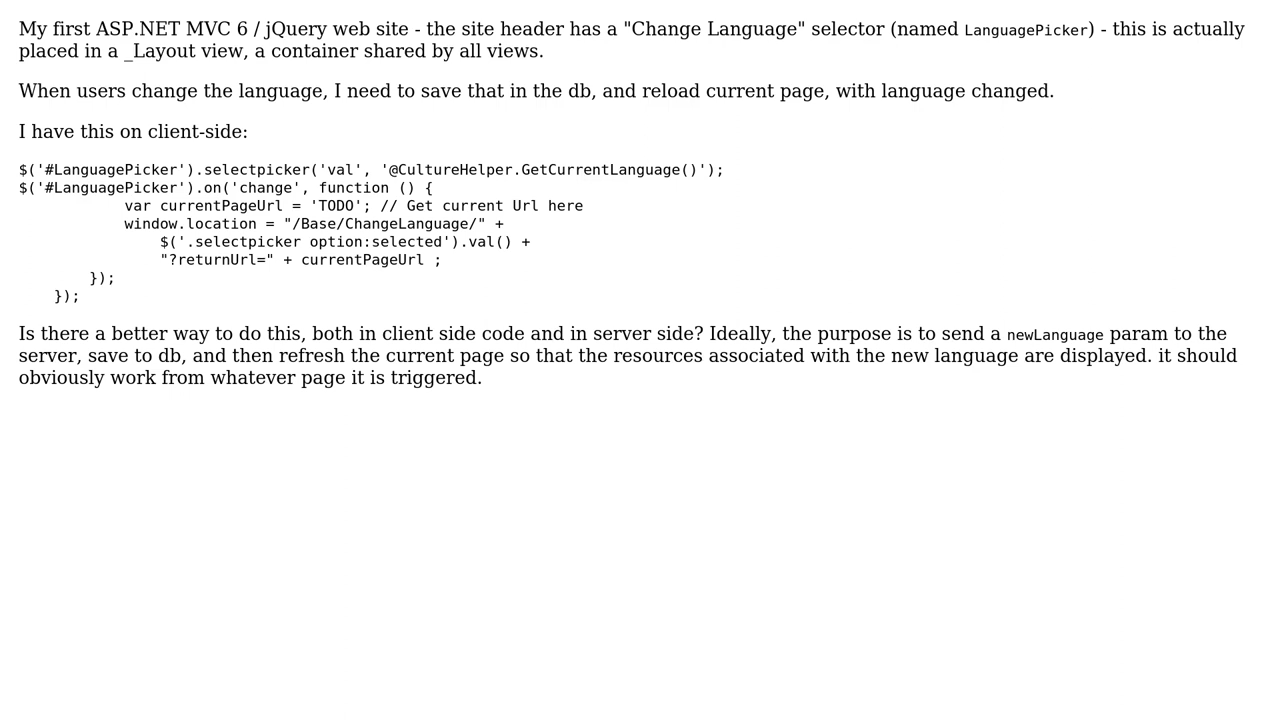 My first ASP.NET MVC 6 / jQuery web site - the site header has a "Change Language" selector (named LanguagePicker) - this is actually
placed in a _Layout view, a container shared by all views.
When users change the language, I need to save that in the db, and reload current page, with language changed.
I have this on client-side:
$('#LanguagePicker').selectpicker('val', '@CultureHelper.GetCurrentLanguage()');
$('#LanguagePicker').on('change', function () {
            var currentPageUrl = 'TODO'; // Get current Url here
            window.location = "/Base/ChangeLanguage/" +
                $('.selectpicker option:selected').val() +
                "?returnUrl=" + currentPageUrl ;
        });
    });
Is there a better way to do this, both in client side code and in server side? Ideally, the purpose is to send a newLanguage param to the
server, save to db, and then refresh the current page so that the resources associated with the new language are displayed. it should
obviously work from whatever page it is triggered.